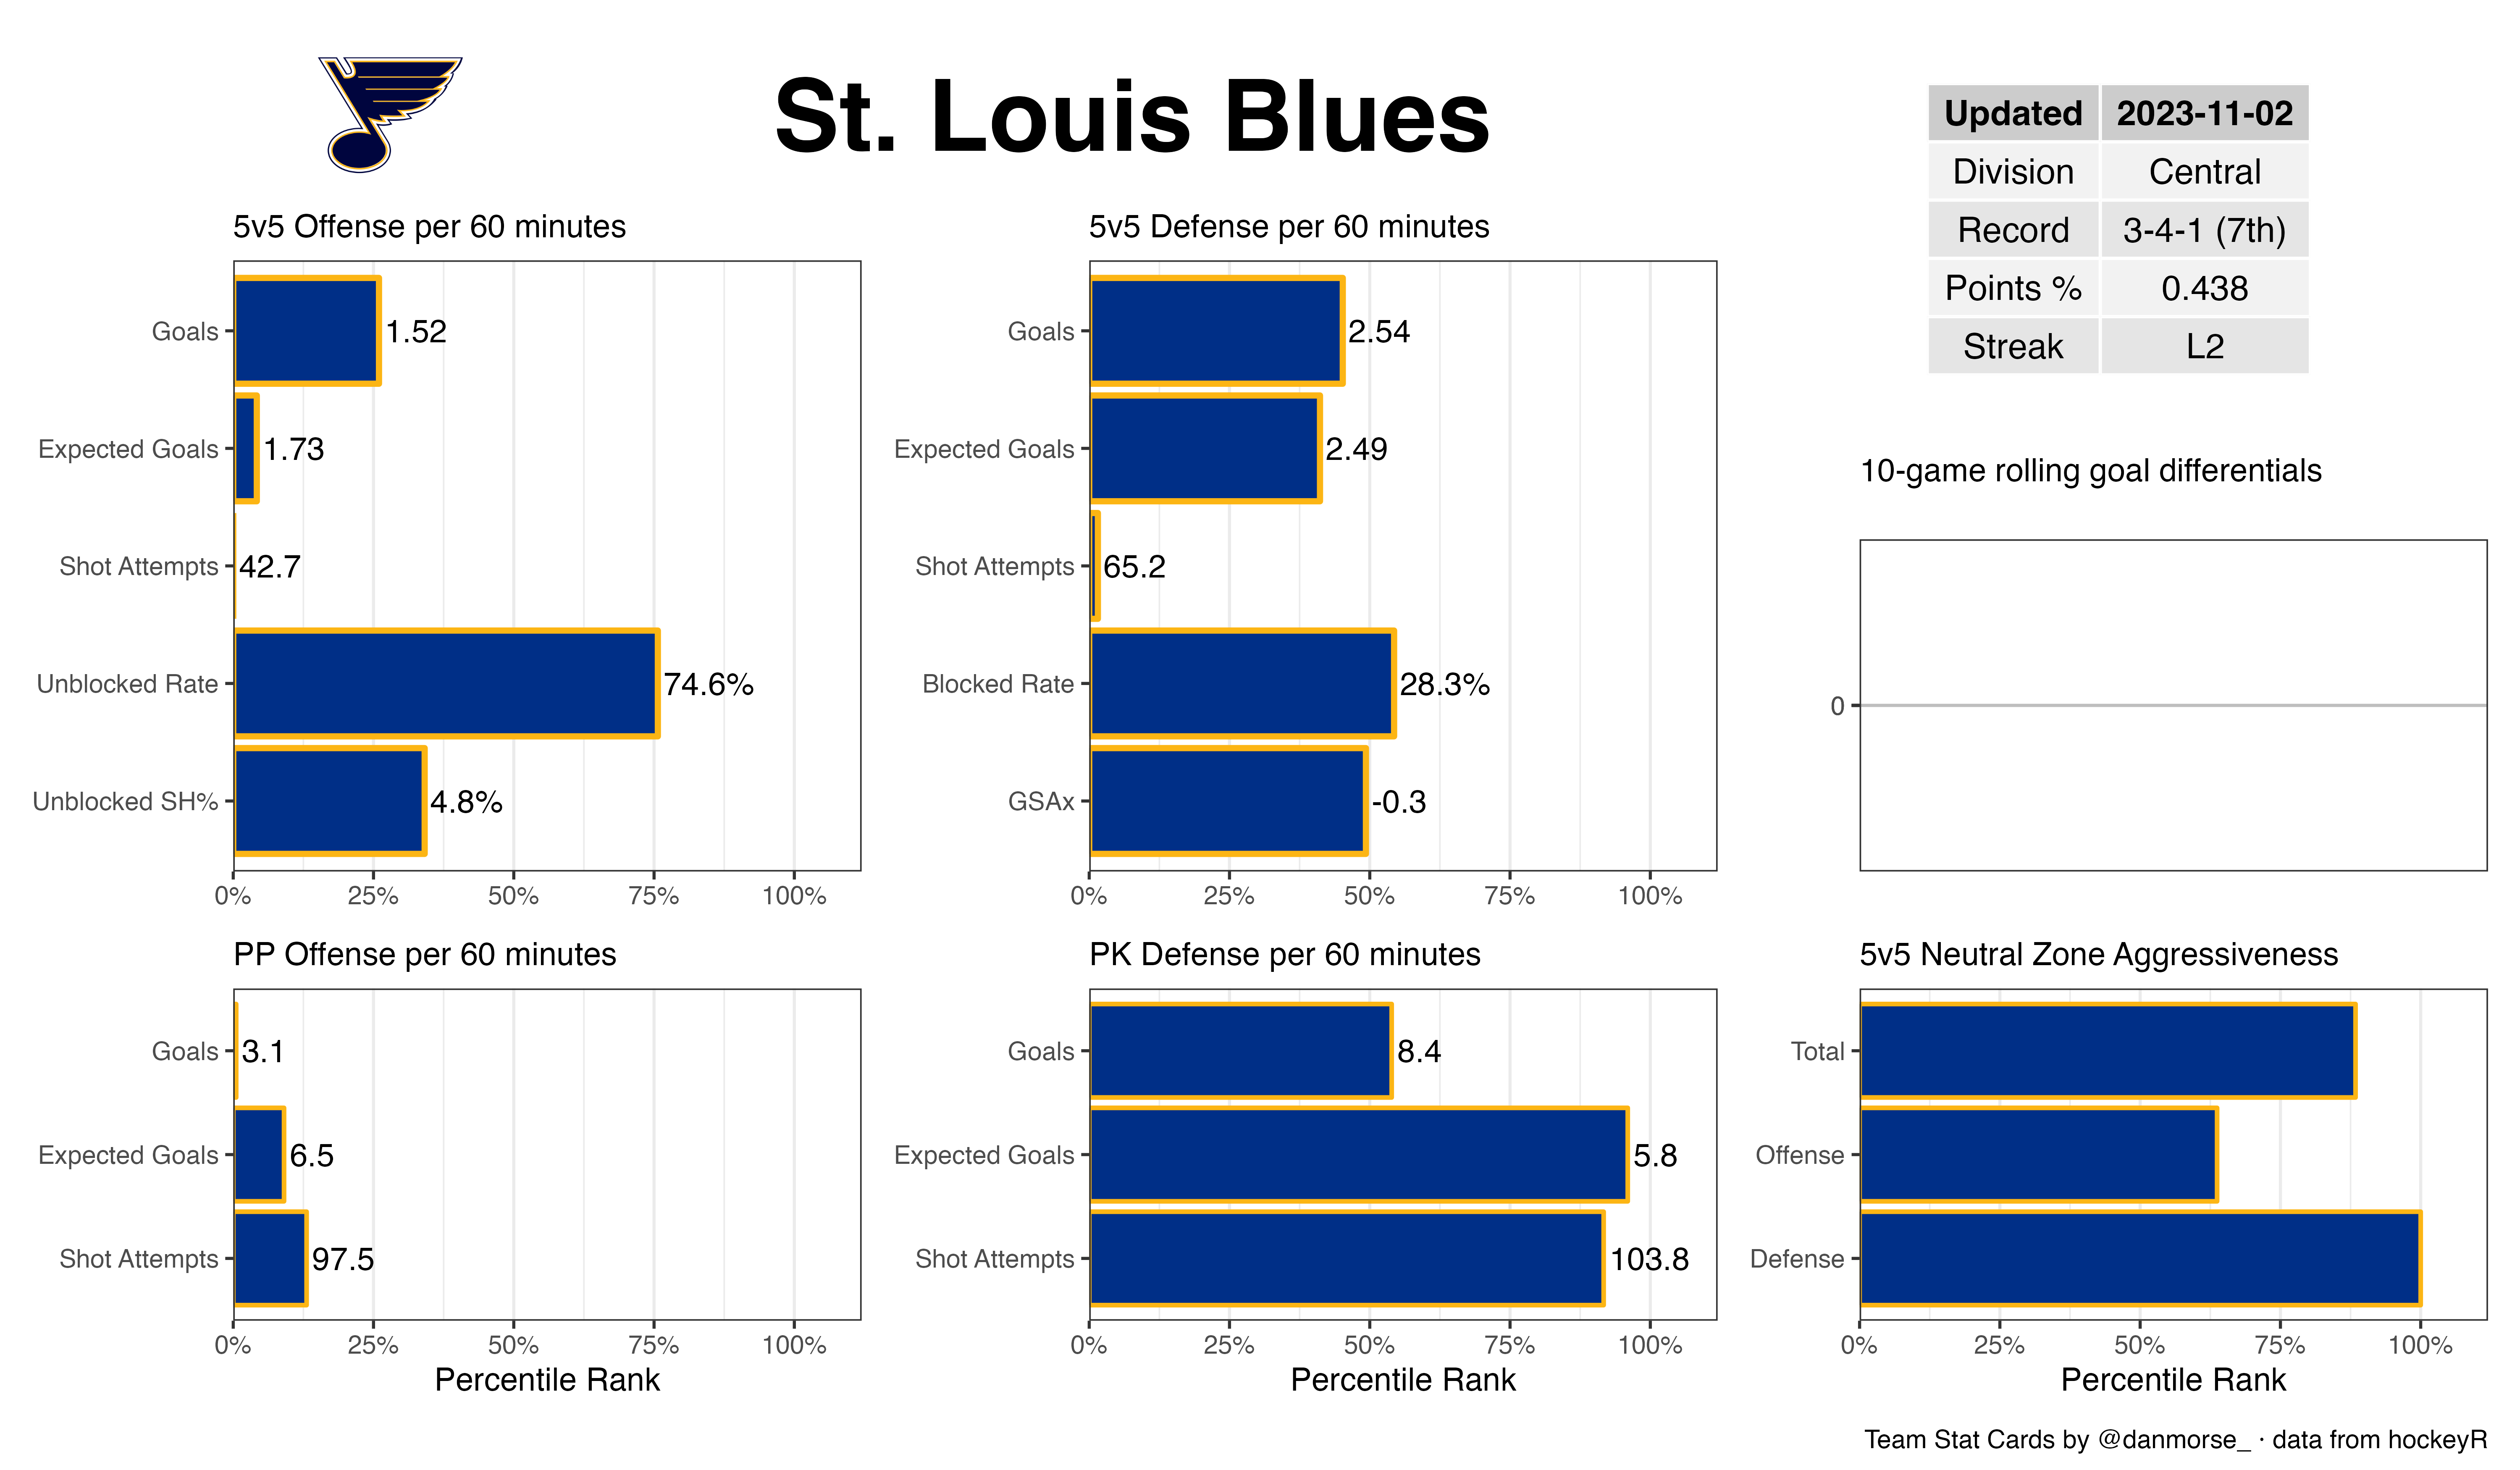 St. Louis Blues
Updated 2023-11-02
Division Central
Record 3-4-1 (7th)
Points % 0.438
Streak L2
5v5 Offense per 60 minutes
Goals 1.52
Expected Goals 1.73
Shot Attempts 42.7
Unblocked Rate 74.6%
Unblocked SH% 4.8%
0% 25% 50% 75% 100%
5v5 Defense per 60 minutes
Goals 2.54
Expected Goals 2.49
Shot Attempts 65.2
Blocked Rate 28.3%
GSAx -0.3
0% 25% 50% 75% 100%
10-game rolling goal differentials
0
PP Offense per 60 minutes
Goals 3.1
Expected Goals 6.5
Shot Attempts 97.5
0% 25% 50% 75% 100%
Percentile Rank
PK Defense per 60 minutes
Goals 8.4
Expected Goals 5.8
Shot Attempts 103.8
0% 25% 50% 75% 100%
Percentile Rank
5v5 Neutral Zone Aggressiveness
Total
Offense
Defense
0% 25% 50% 75% 100%
Percentile Rank
Team Stat Cards by @danmorse_ · data from hockeyR